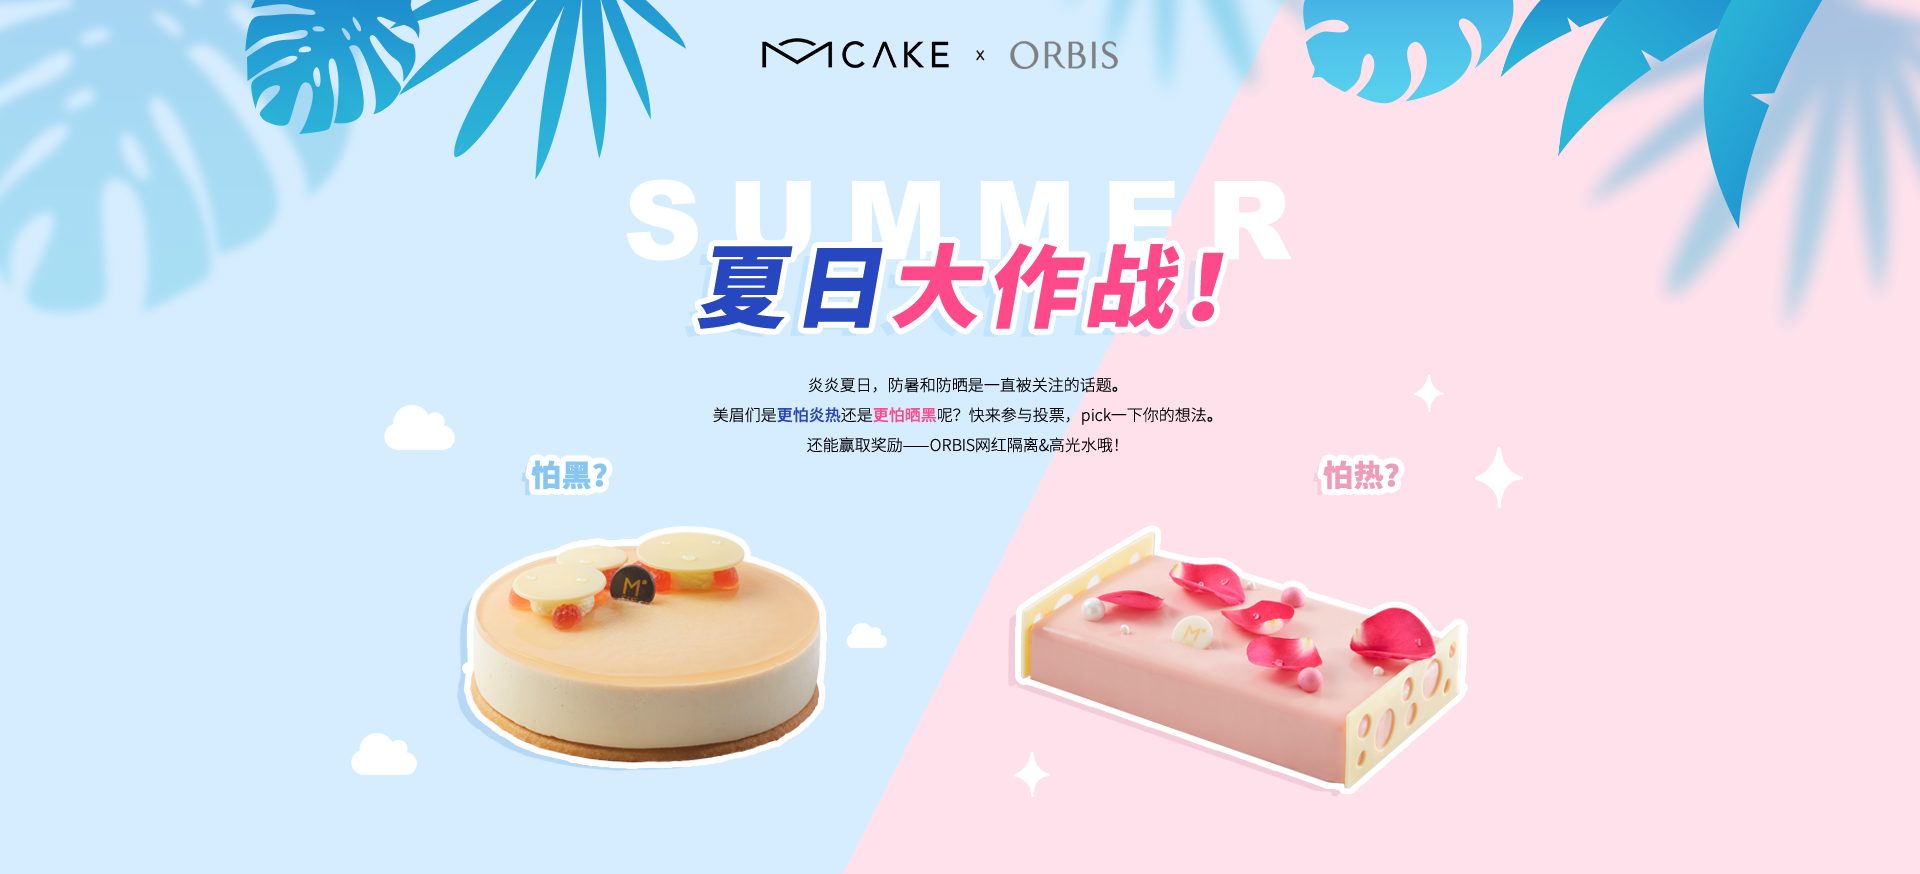 MCAKE x ORBIS
SUMMER
夏日大作战!
炎炎夏日，防暑和防晒是一直被关注的话题。
美眉们是更怕炎热还是更怕晒黑呢？快来参与投票，pick一下你的想法。
还能赢取奖励——ORBIS网红隔离&高光水哦！
怕黑?
怕热?
M
M